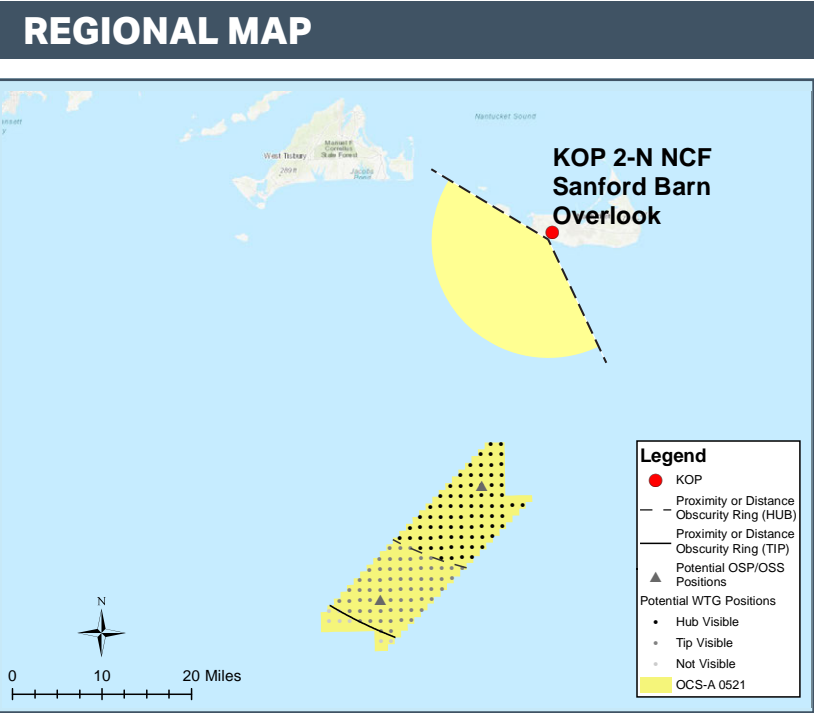 REGIONAL MAP
Nantucket Sound
West Tisbury
Manuel F.
Correllus
State Forest
KOP 2-N NCF
Sanford Barn
Overlook
Legend
KOP
Proximity or Distance
Obscurity Ring (HUB)
Proximity or Distance
Obscurity Ring (TIP)
Potential OSP/OSS
Positions
Potential WTG Positions
Hub Visible
Tip Visible
Not Visible
OCS-A 0521
N
0 10 20 Miles